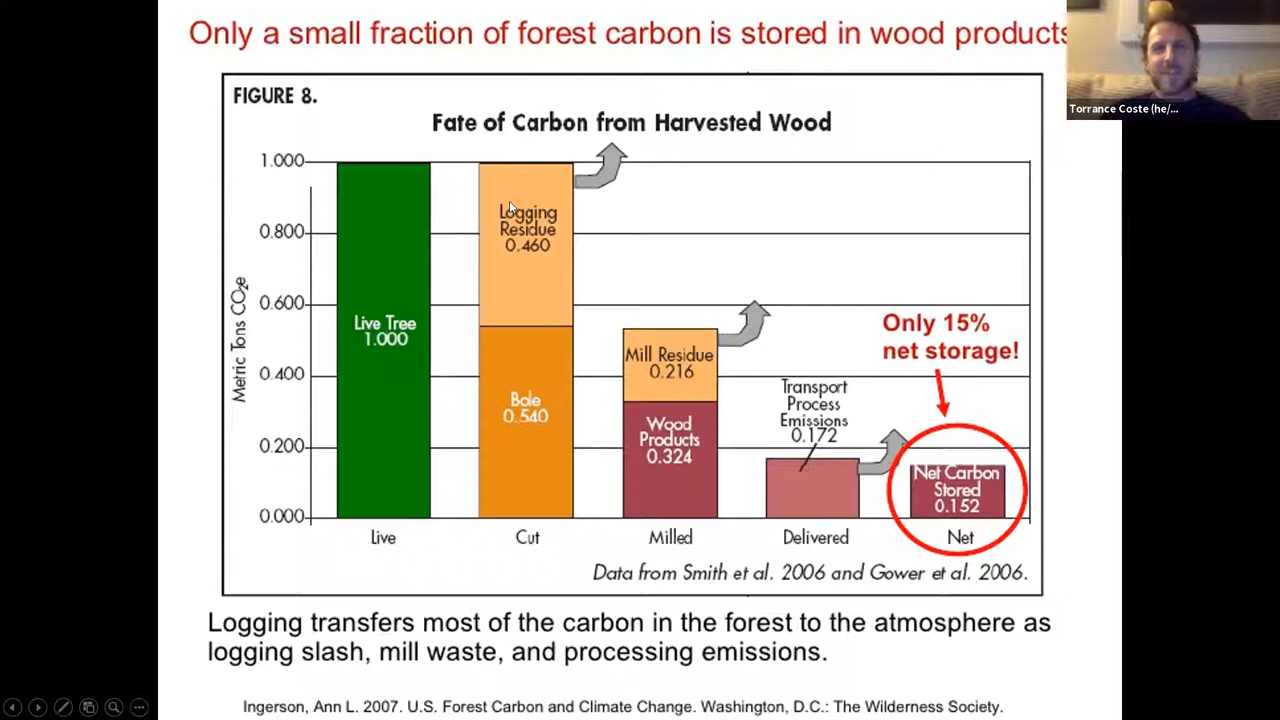 Only a small fraction of forest carbon is stored in wood products
Torrance Coste (he/...
FIGURE 8.
Fate of Carbon from Harvested Wood
Metric Tons CO2e
1.000
0.800
0.600
0.400
0.200
0.000
Live Tree
1.000
Logging
Residue
0.460
Bole
0.540
Mill Residue
0.216
Wood
Products
0.324
Transport
Process
Emissions
0.172
Only 15%
net storage!
Net Carbon
Stored
0.152
Live
Cut
Milled
Delivered
Net
Data from Smith et al. 2006 and Gower et al. 2006.
Logging transfers most of the carbon in the forest to the atmosphere as
logging slash, mill waste, and processing emissions.
Ingerson, Ann L. 2007. U.S. Forest Carbon and Climate Change. Washington, D.C.: The Wilderness Society.